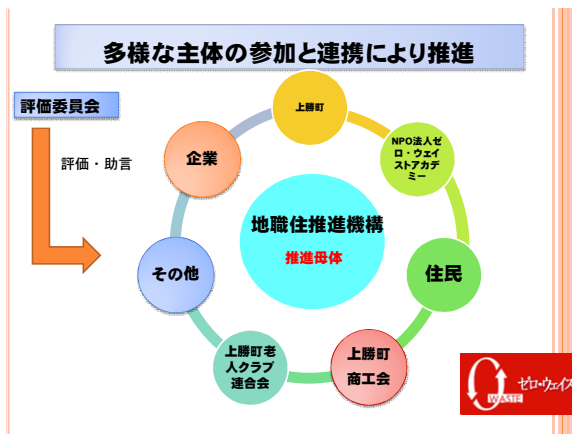 多様な主体の参加と連携により推進
評価委員会
評価・助言
上勝町
NPO法人ゼ
ロ・ウェイ
ストアカデ
ミー
住民
上勝町
商工会
上勝町老
人クラブ
連合会
その他
企業
地職住推進機構
推進母体
ゼロ・ウェイス
WASTE